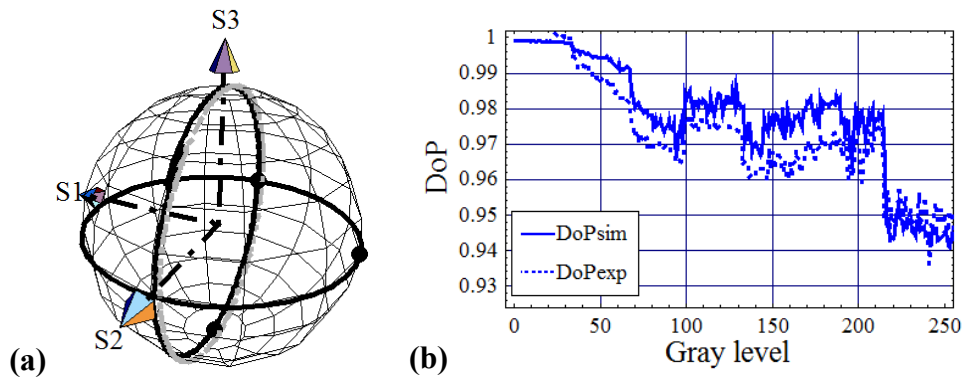 S3
S1
S2
(a)
(b)
DoP
1
0.99
0.98
0.97
0.96
0.95
0.94
0.93
DoPsim
DoPexp
0 50 100 150 200 250
Gray level